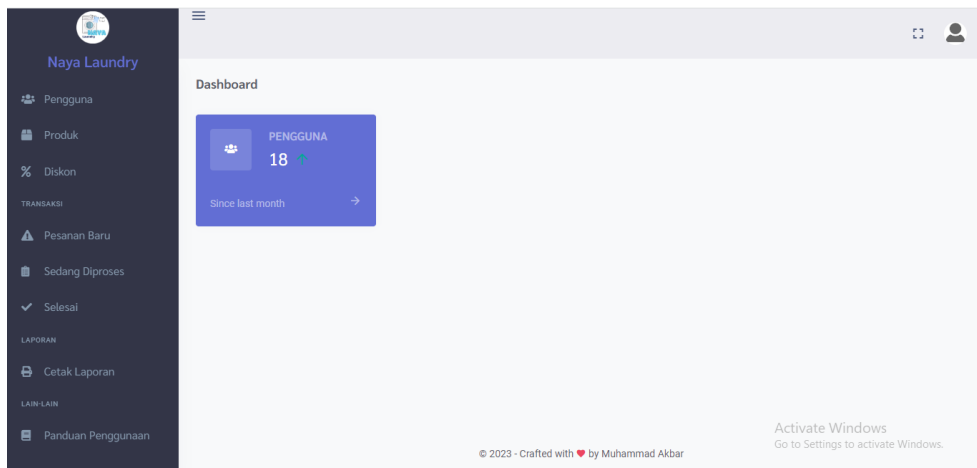 Naya Laundry
Pengguna
Produk
Diskon
TRANSAKSI
Pesanan Baru
Sedang Diproses
Selesai
LAPORAN
Cetak Laporan
LAIN-LAIN
Panduan Penggunaan
Dashboard
PENGGUNA
18
Since last month
Activate Windows
Go to Settings to activate Windows.
© 2023 - Crafted with ❤ by Muhammad Akbar